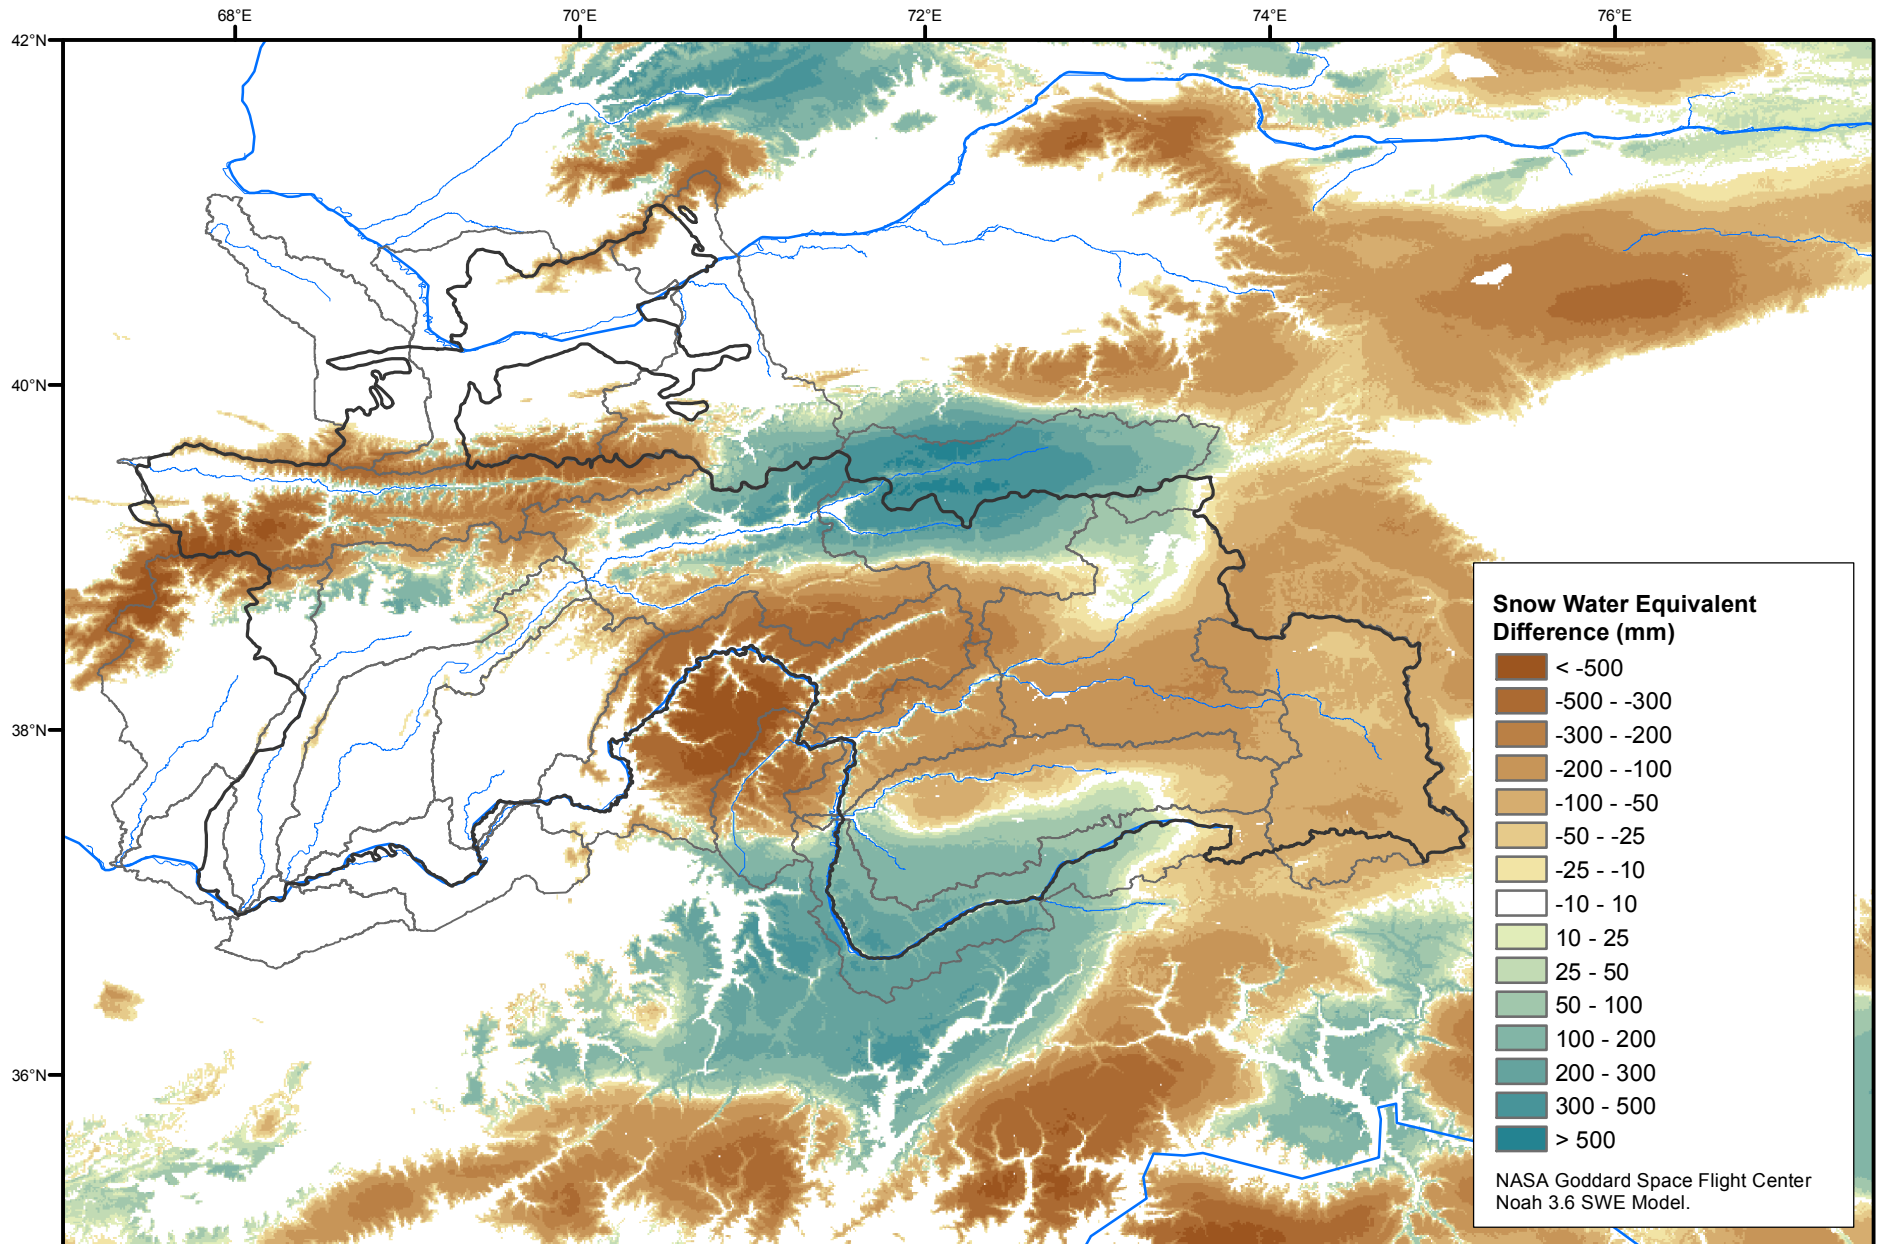 68°E 70°E 72°E 74°E 76°E
42°N
40°N
38°N
36°N
Snow Water Equivalent
Difference (mm)
< -500
-500 - -300
-300 - -200
-200 - -100
-100 - -50
-50 - -25
-25 - -10
-10 - 10
10 - 25
25 - 50
50 - 100
100 - 200
200 - 300
300 - 500
> 500
NASA Goddard Space Flight Center
Noah 3.6 SWE Model.